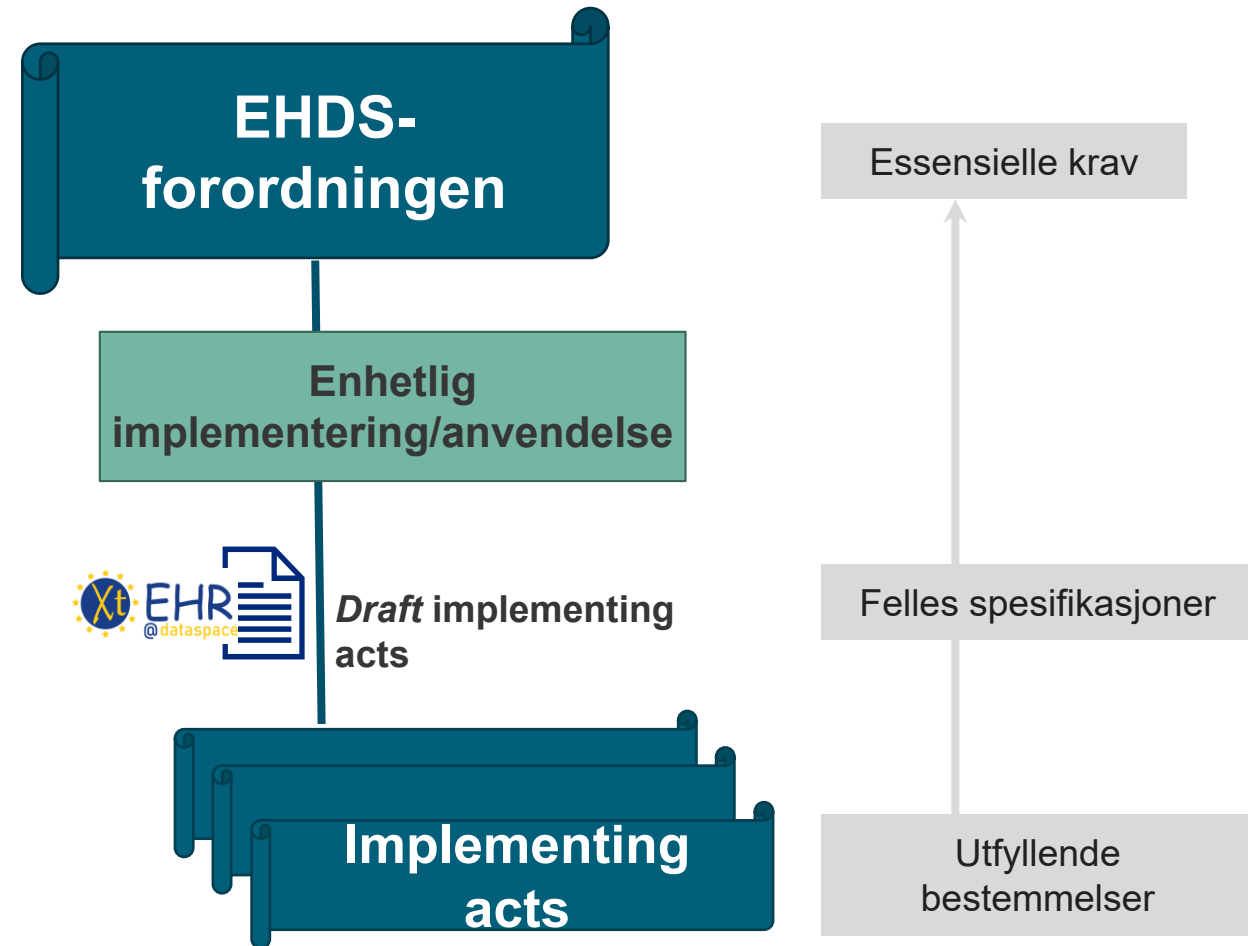 EHDS-
forordningen
Essensielle krav
Enhetlig
implementering/anvendelse
Xt EHR
@dataspace
Draft implementing
acts
Felles spesifikasjoner
Implementing
acts
Utfyllende
bestemmelser